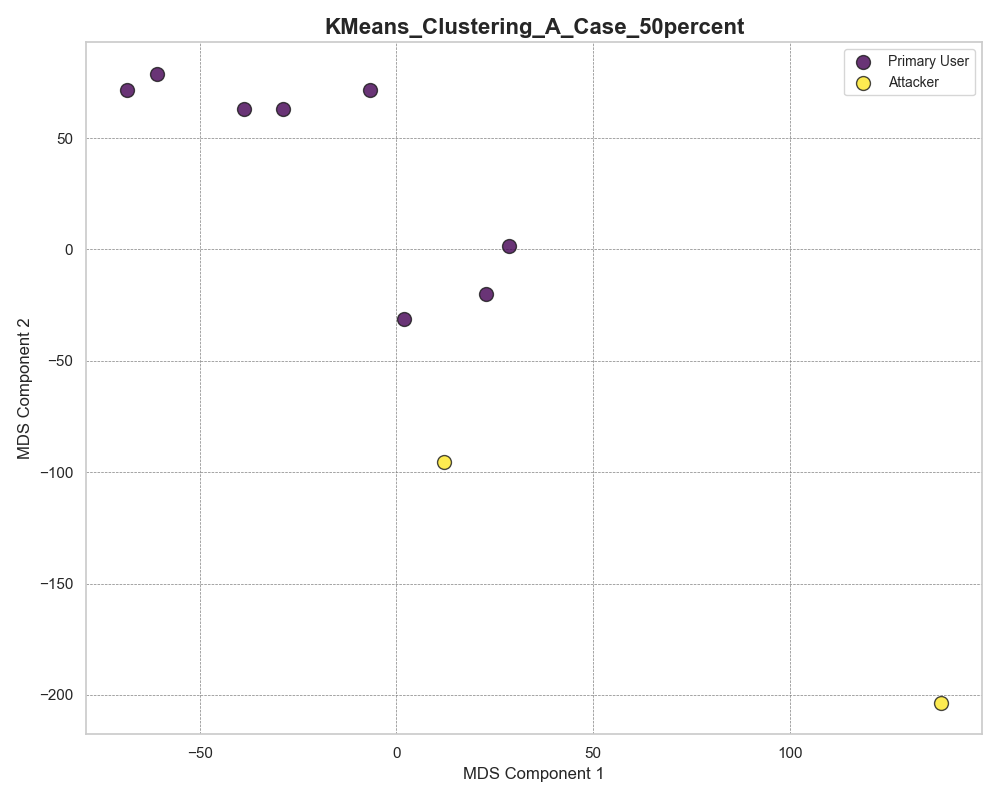 KMeans_Clustering_A_Case_50percent
Primary User
Attacker
50
0
−50
−100
−150
−200
MDS Component 2
−50
0
50
100
MDS Component 1